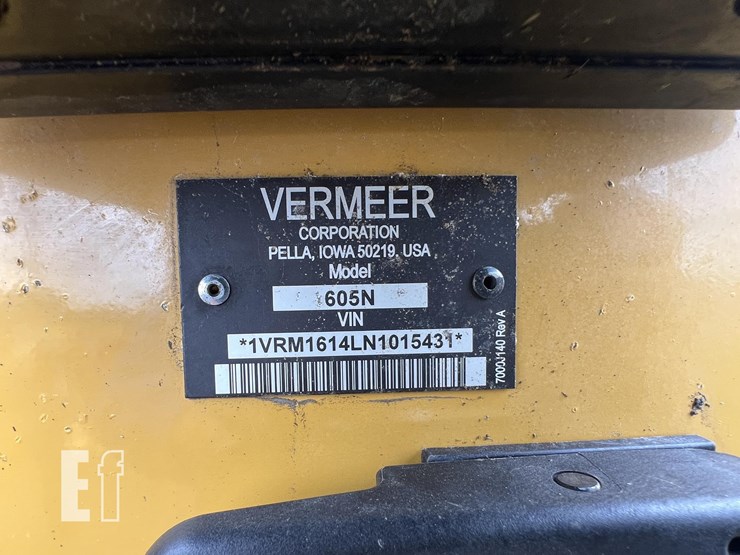 VERMEER
CORPORATION
PELLA, IOWA 50219, USA
Model
605N
VIN
*1VRM1614LN1015431*
7000J140 Rev A
Ef